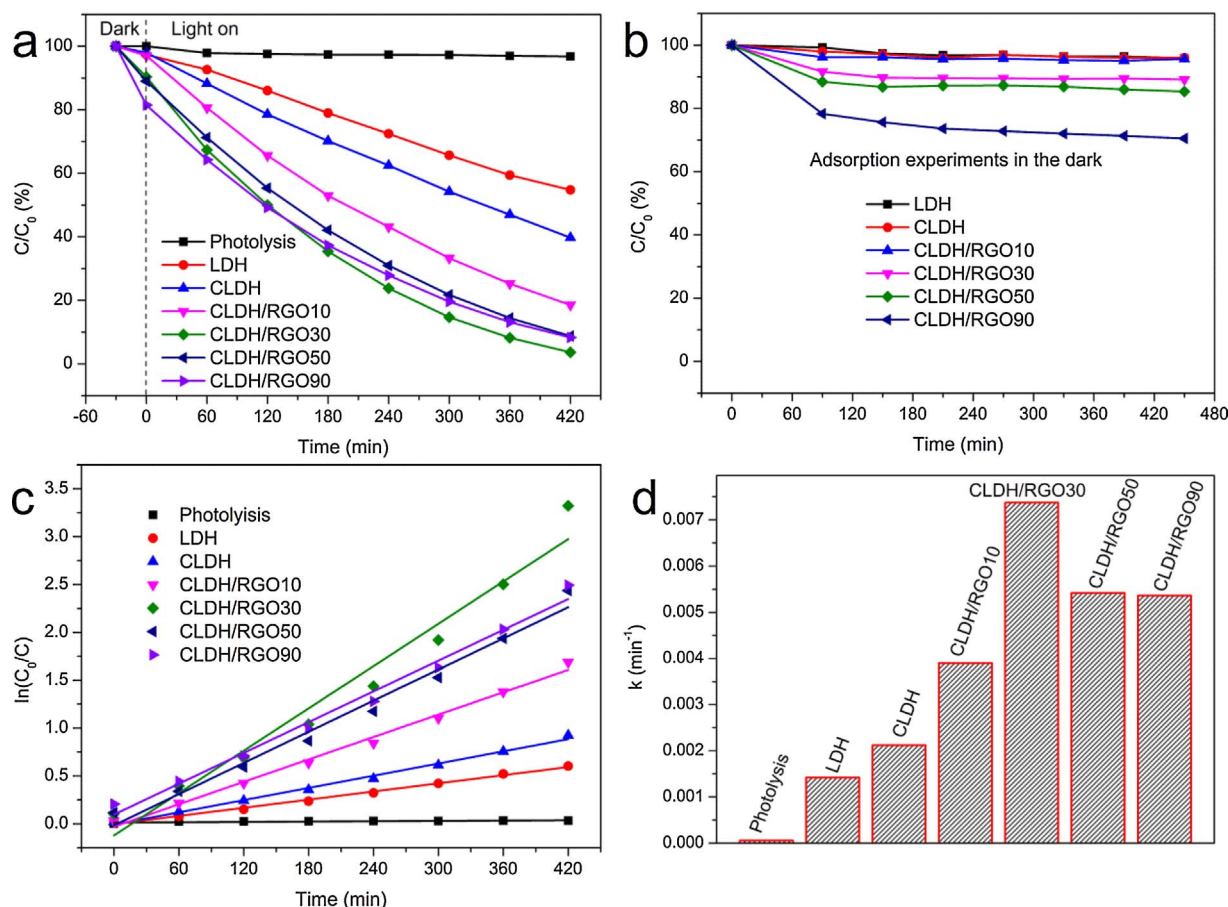 a
Dark
Light on
100
80
60
40
20
0
C/C0 (%)
Photolysis
LDH
CLDH
CLDH/RGO10
CLDH/RGO30
CLDH/RGO50
CLDH/RGO90
-60 0 60 120 180 240 300 360 420
Time (min)
b
100
80
60
40
20
0
C/C0 (%)
Adsorption experiments in the dark
LDH
CLDH
CLDH/RGO10
CLDH/RGO30
CLDH/RGO50
CLDH/RGO90
0 60 120 180 240 300 360 420 480
Time (min)
c
3.5
3.0
2.5
2.0
1.5
1.0
0.5
0.0
ln(C0/C)
Photolyisis
LDH
CLDH
CLDH/RGO10
CLDH/RGO30
CLDH/RGO50
CLDH/RGO90
0 60 120 180 240 300 360 420
Time (min)
d
0.007
0.006
0.005
0.004
0.003
0.002
0.001
0.000
k (min-1)
Photolysis
LDH
CLDH
CLDH/RGO10
CLDH/RGO30
CLDH/RGO50
CLDH/RGO90